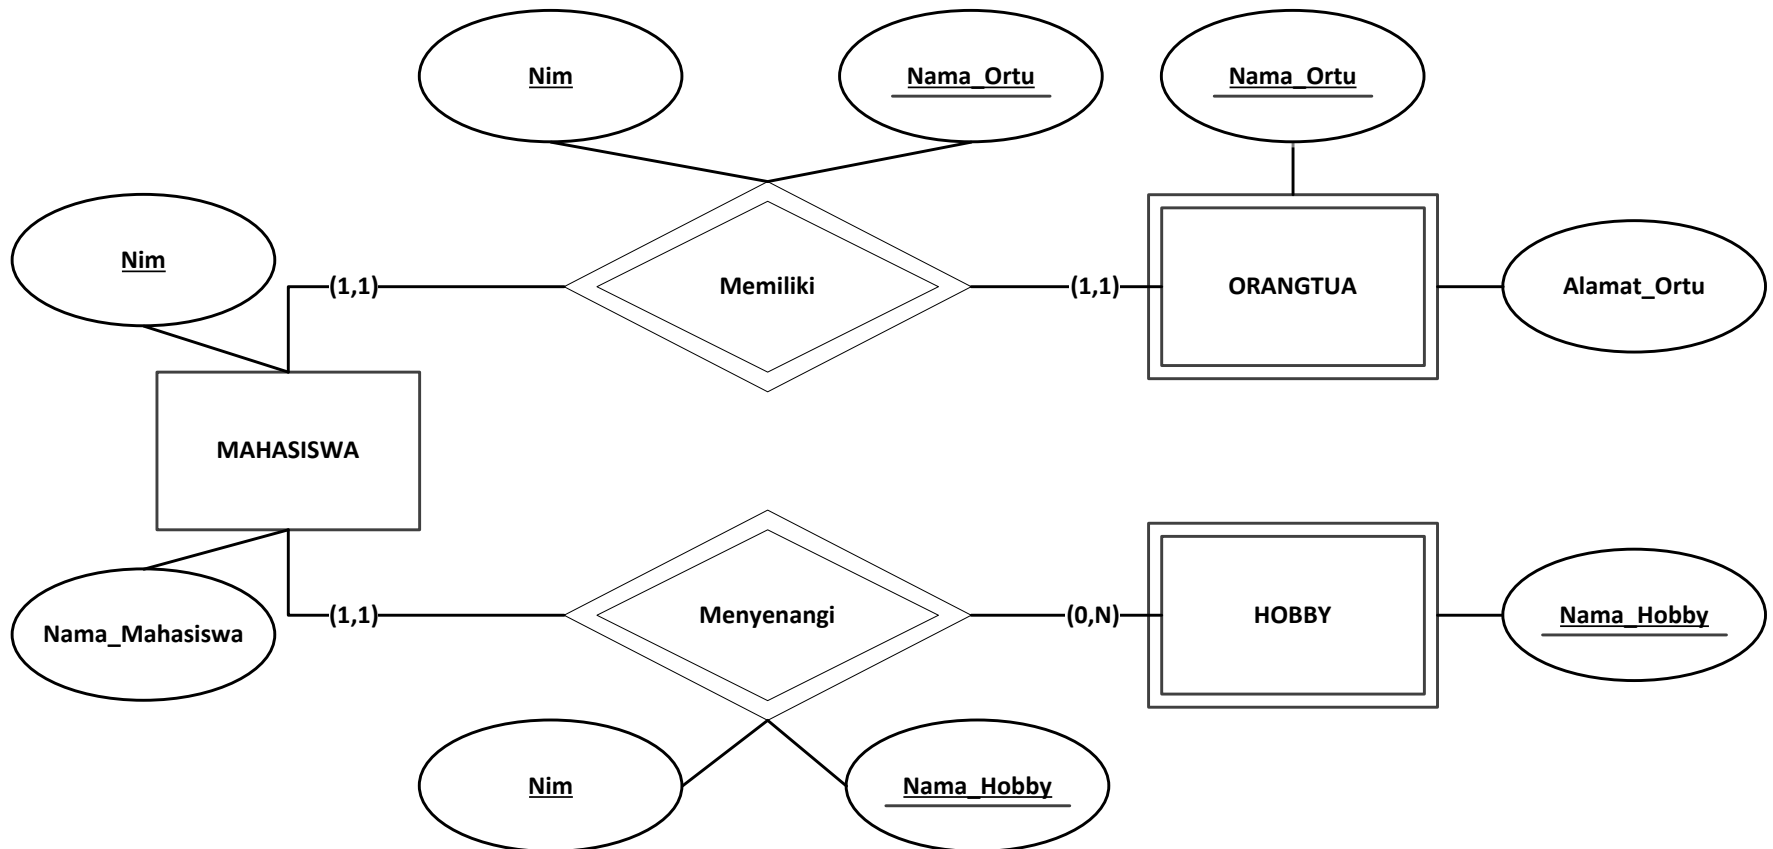 Nim
Nama_Ortu
Nama_Ortu
Nim
(1,1)
Memiliki
(1,1)
ORANGTUA
Alamat_Ortu
MAHASISWA
Nama_Mahasiswa
(1,1)
Menyenangi
(0,N)
HOBBY
Nama_Hobby
Nim
Nama_Hobby